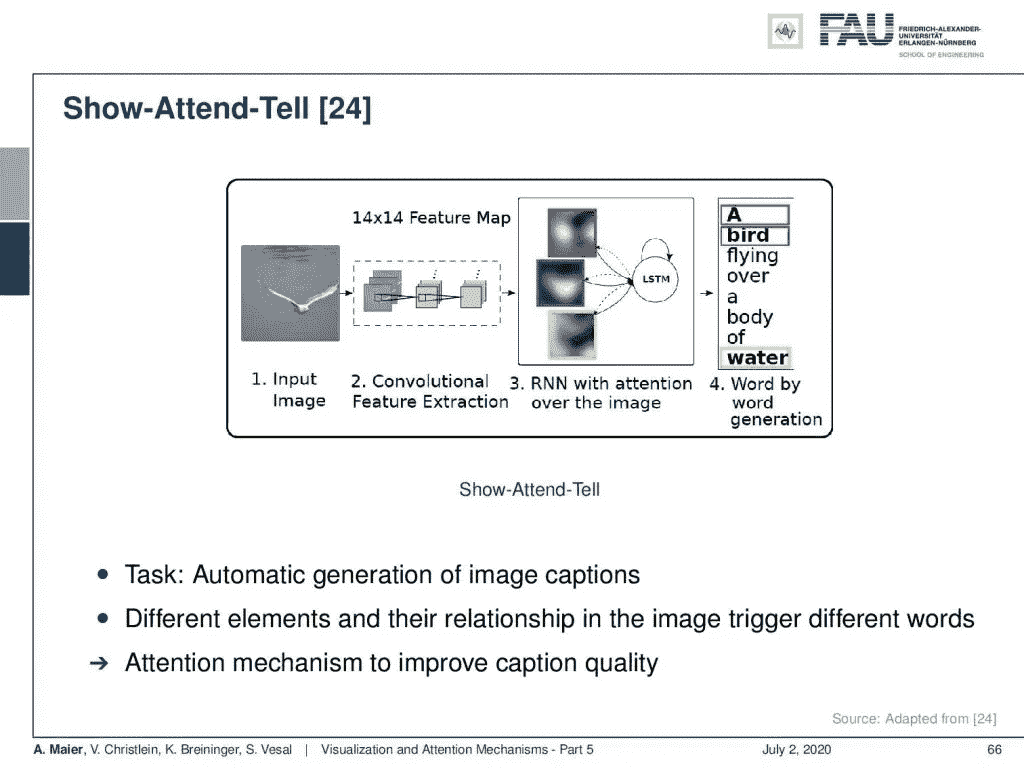 FAU
FRIEDRICH-ALEXANDER-
UNIVERSITÄT
ERLANGEN-NÜRNBERG
SCHOOL OF ENGINEERING
Show-Attend-Tell [24]
14x14 Feature Map
LSTM
A
bird
flying
over
a
body
of
water
1. Input
Image
2. Convolutional
Feature Extraction
3. RNN with attention
over the image
4. Word by
word
generation
Show-Attend-Tell
• Task: Automatic generation of image captions
• Different elements and their relationship in the image trigger different words
➔ Attention mechanism to improve caption quality
Source: Adapted from [24]
A. Maier, V. Christlein, K. Breininger, S. Vesal | Visualization and Attention Mechanisms - Part 5 July 2, 2020 66